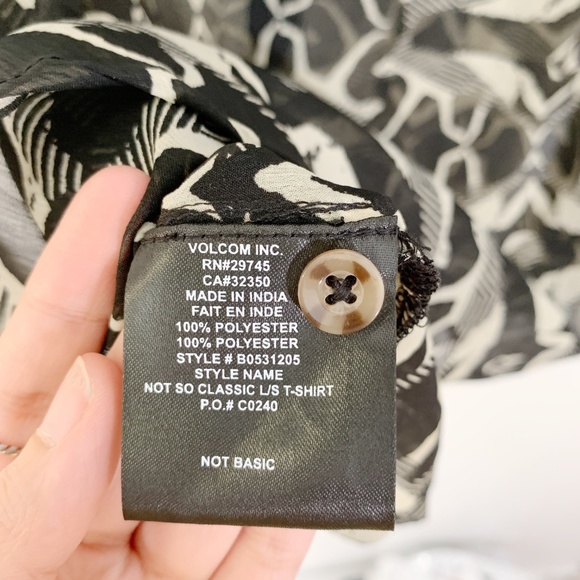 VOLCOM INC.
RN#29745
CA#32350
MADE IN INDIA
FAIT EN INDE
100% POLYESTER
100% POLYESTER
STYLE # B0531205
STYLE NAME
NOT SO CLASSIC L/S T-SHIRT
P.O.# C0240
NOT BASIC